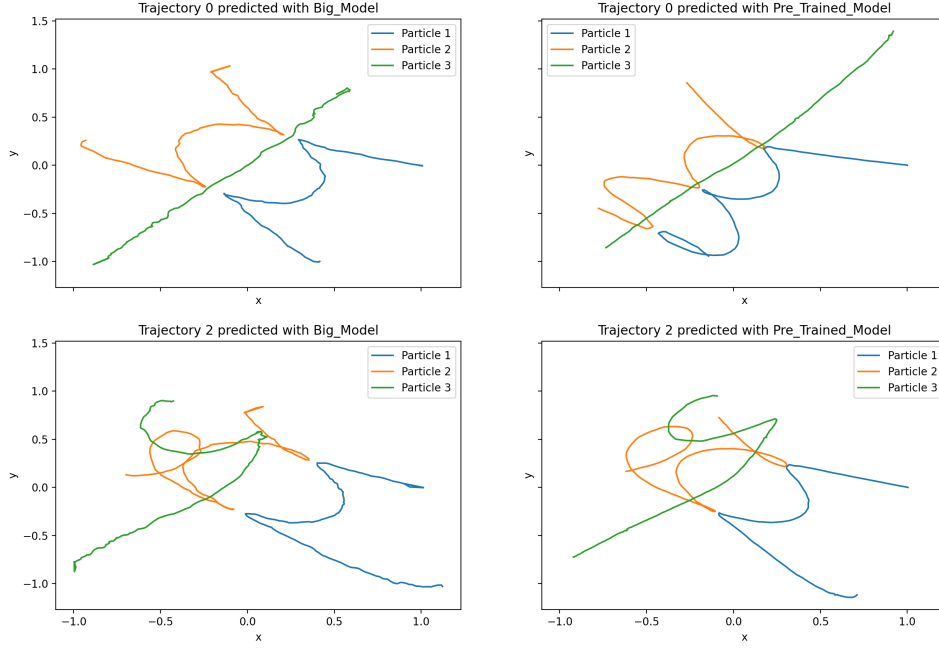 Trajectory 0 predicted with Big_Model
Particle 1
Particle 2
Particle 3
1.5
1.0
0.5
0.0
−0.5
−1.0
y
x
Trajectory 0 predicted with Pre_Trained_Model
Particle 1
Particle 2
Particle 3
y
x
Trajectory 2 predicted with Big_Model
Particle 1
Particle 2
Particle 3
1.5
1.0
0.5
0.0
−0.5
−1.0
y
−1.0 −0.5 0.0 0.5 1.0
x
Trajectory 2 predicted with Pre_Trained_Model
Particle 1
Particle 2
Particle 3
y
−1.0 −0.5 0.0 0.5 1.0
x